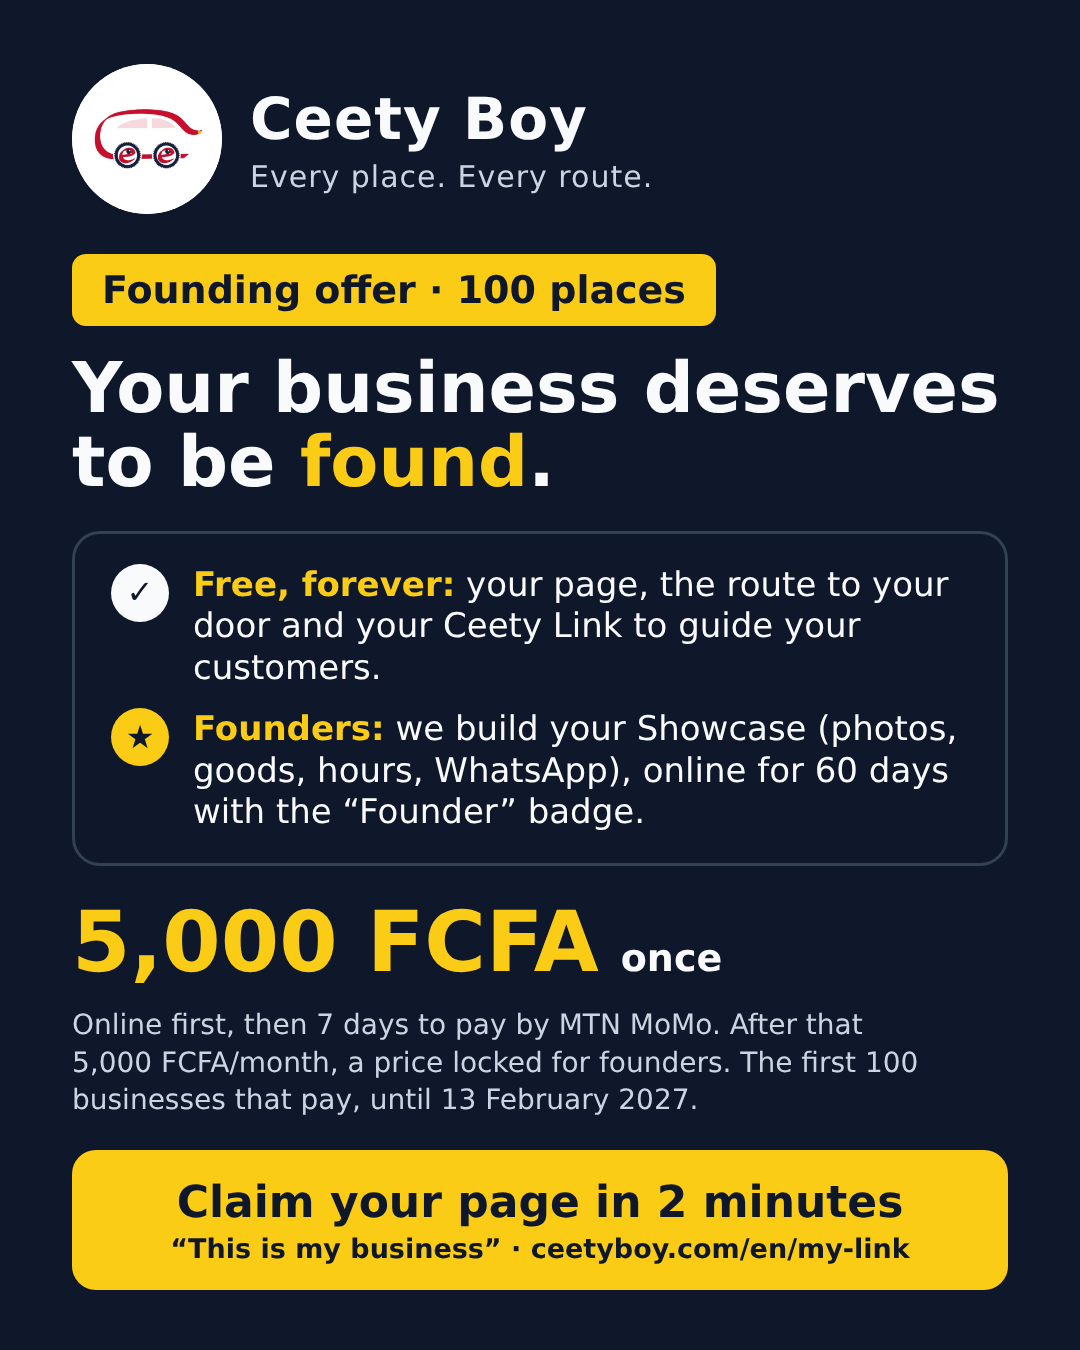 Ceety Boy
Every place. Every route.
Founding offer · 100 places
Your business deserves
to be found.
✓ Free, forever: your page, the route to your
door and your Ceety Link to guide your
customers.
★ Founders: we build your Showcase (photos,
goods, hours, WhatsApp), online for 60 days
with the “Founder” badge.
5,000 FCFA once
Online first, then 7 days to pay by MTN MoMo. After that
5,000 FCFA/month, a price locked for founders. The first 100
businesses that pay, until 13 February 2027.
Claim your page in 2 minutes
“This is my business” · ceetyboy.com/en/my-link